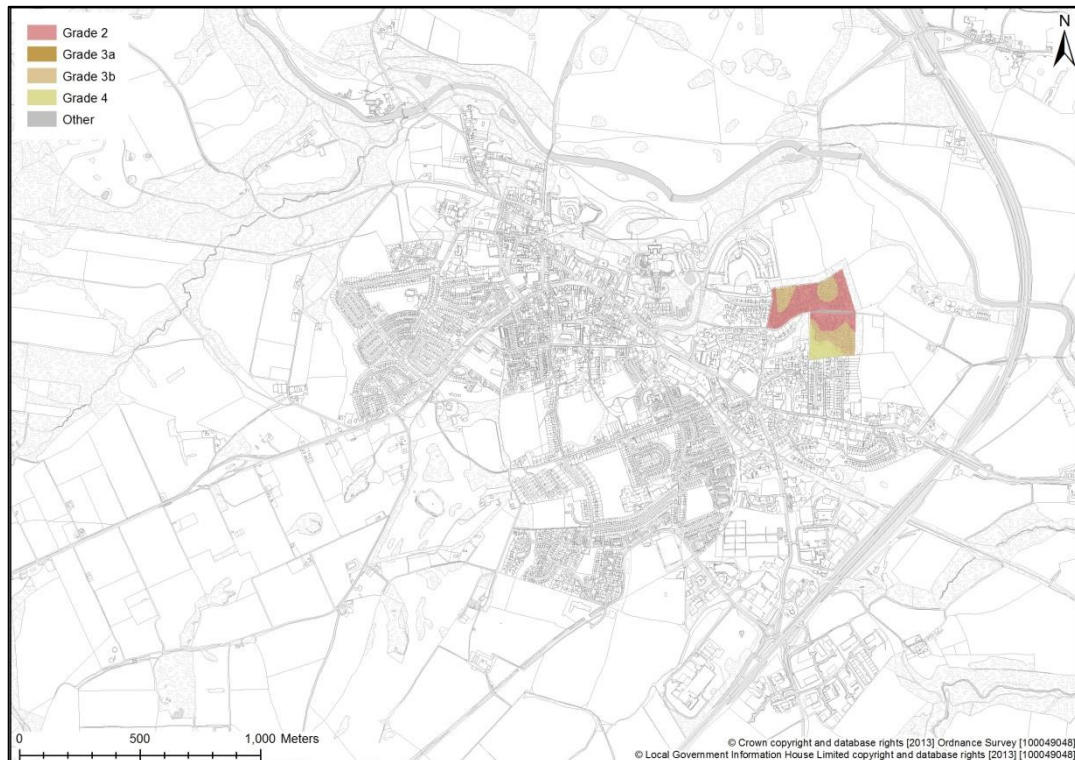 Grade 2
Grade 3a
Grade 3b
Grade 4
Other
N
0 500 1,000 Meters
© Crown copyright and database rights [2013] Ordnance Survey [100049048]
© Local Government Information House Limited copyright and database rights [2013] [100049048]